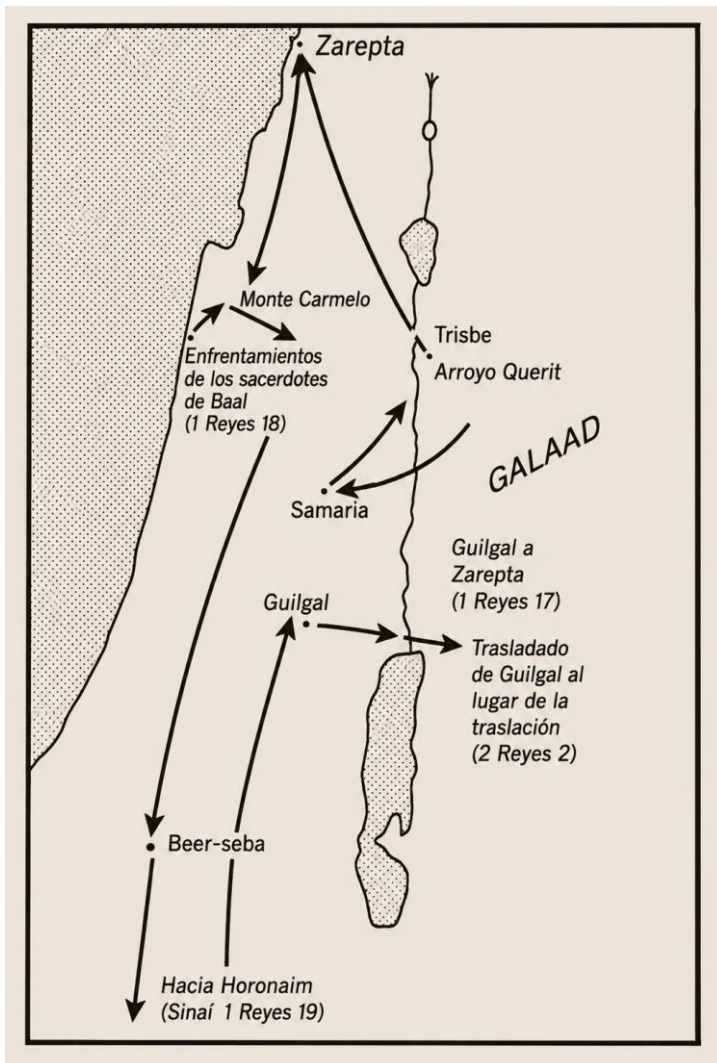 Zarepta
Monte Carmelo
Enfrentamientos
de los sacerdotes
de Baal
(1 Reyes 18)
Trisbe
Arroyo Querit
GALAAD
Samaria
Guilgal a
Zarepta
(1 Reyes 17)
Guilgal
Trasladado
de Guilgal al
lugar de la
traslación
(2 Reyes 2)
Beer-seba
Hacia Horonaim
(Sinaí 1 Reyes 19)